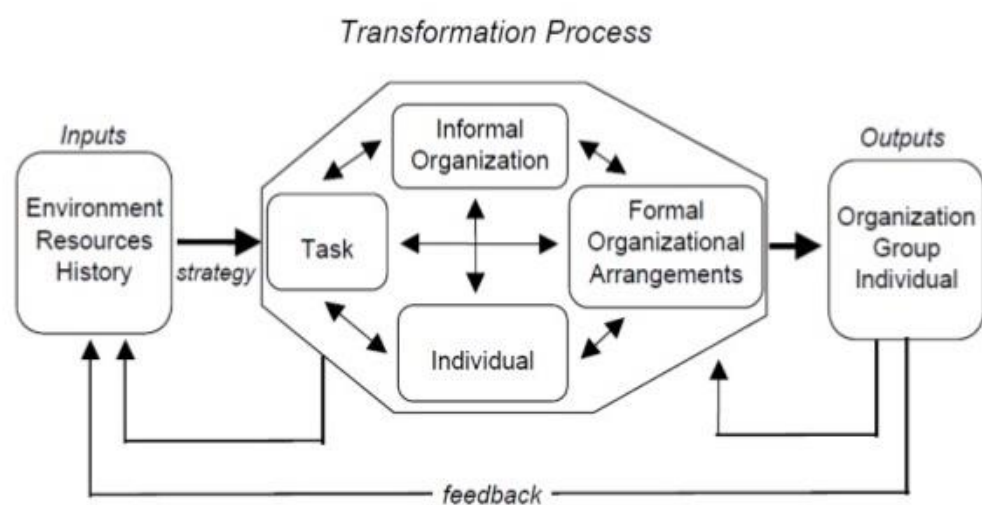 Transformation Process
Inputs
Environment
Resources
History
strategy
Informal
Organization
Task
Formal
Organizational
Arrangements
Individual
Outputs
Organization
Group
Individual
feedback